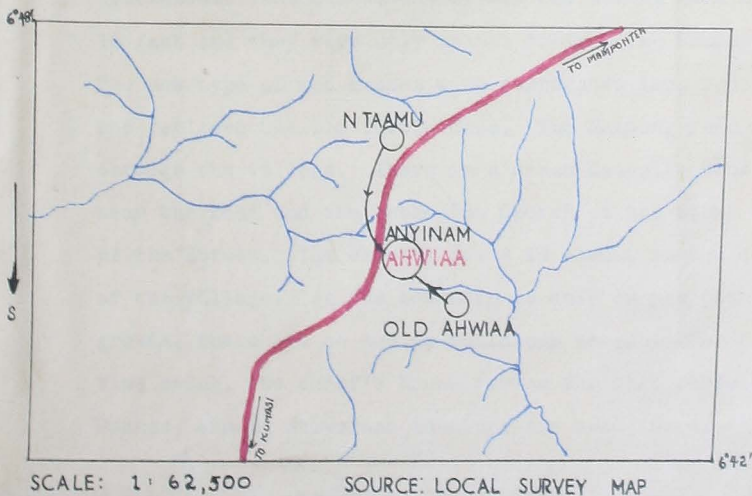 6°48'
TO MAMPONTEN
N TAAMU
ANYINAM
AHWIAA
S
OLD AHWIAA
TO KUMASI
6°42'
SCALE: 1: 62,500 SOURCE: LOCAL SURVEY MAP